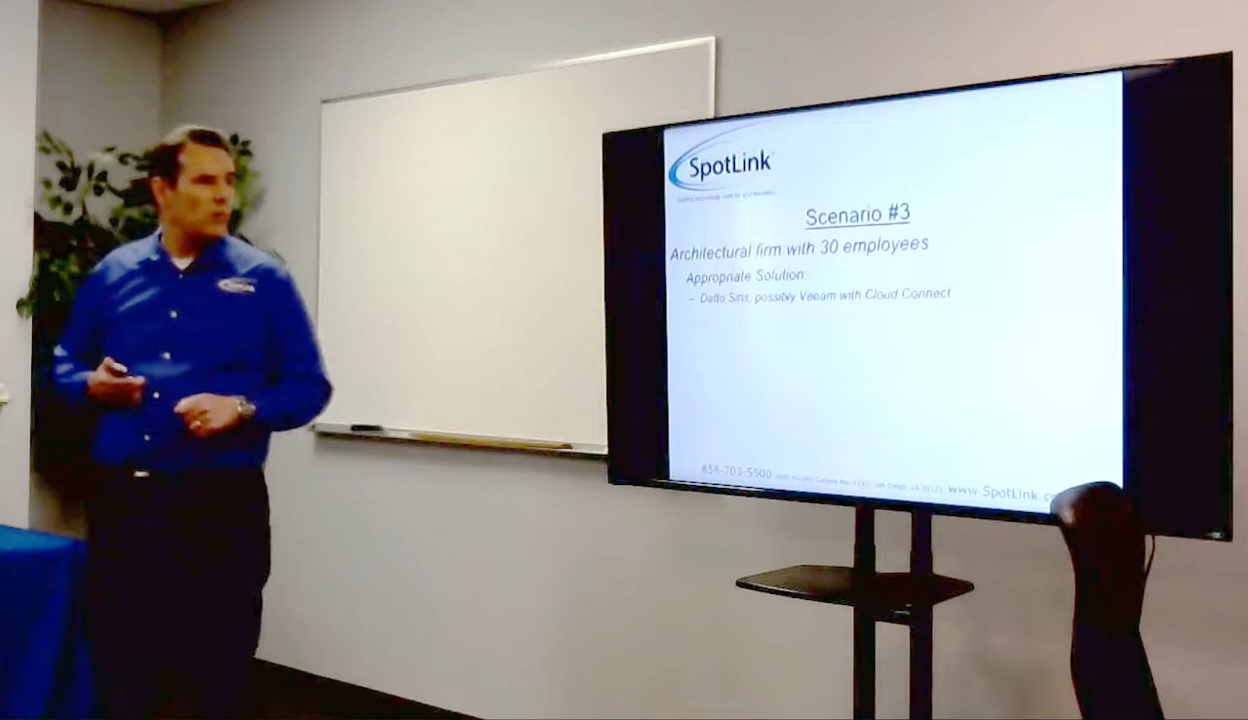 SpotLink
Scenario #3
Architectural firm with 30 employees
Appropriate Solution:
– Datto Siris, possibly Veeam with Cloud Connect
858-703-5500 www SpotLink